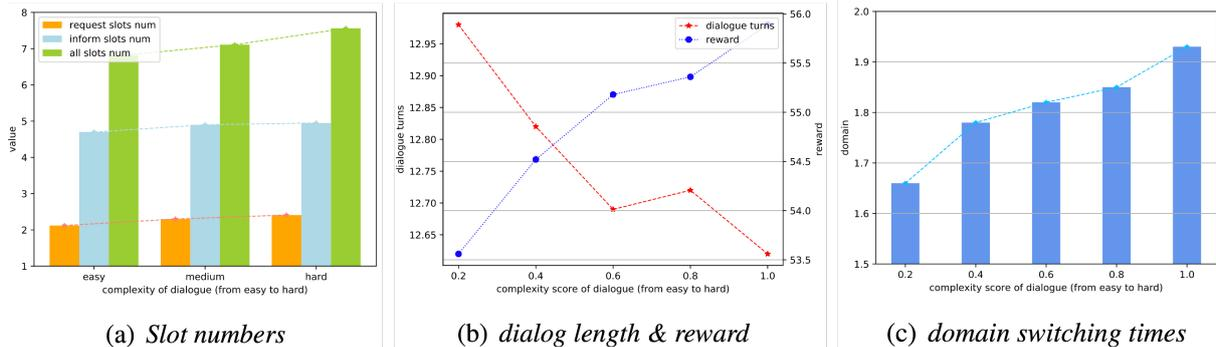 8
7
6
5
4
3
2
1
value
request slots num
inform slots num
all slots num
easy medium hard
complexity of dialogue (from easy to hard)
(a) Slot numbers
12.95
12.90
12.85
12.80
12.75
12.70
12.65
dialogue turns
dialogue turns
reward
56.0
55.5
55.0
54.5
54.0
53.5
reward
0.2 0.4 0.6 0.8 1.0
complexity score of dialogue (from easy to hard)
(b) dialog length & reward
2.0
1.9
1.8
1.7
1.6
1.5
domain
0.2 0.4 0.6 0.8 1.0
complexity score of dialogue (from easy to hard)
(c) domain switching times